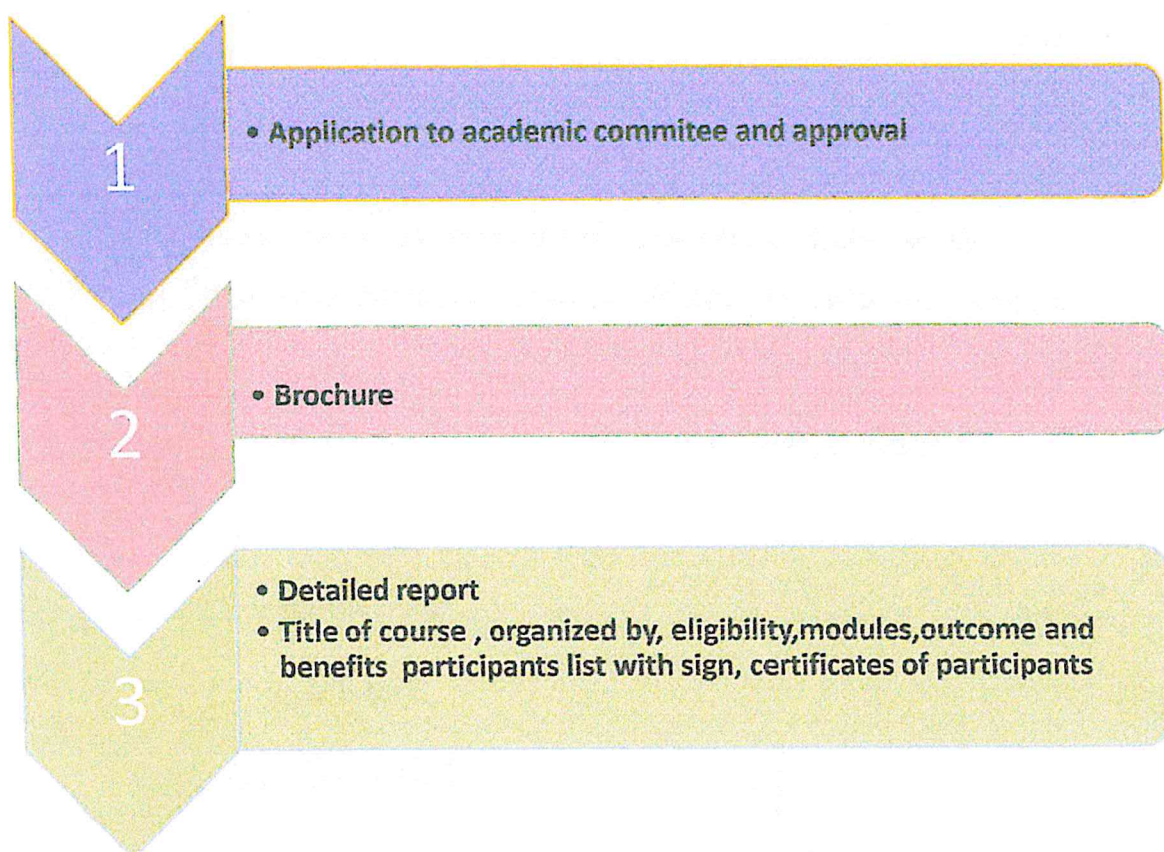 1
• Application to academic commitee and approval
2
• Brochure
3
• Detailed report
• Title of course , organized by, eligibility,modules,outcome and
benefits participants list with sign, certificates of participants